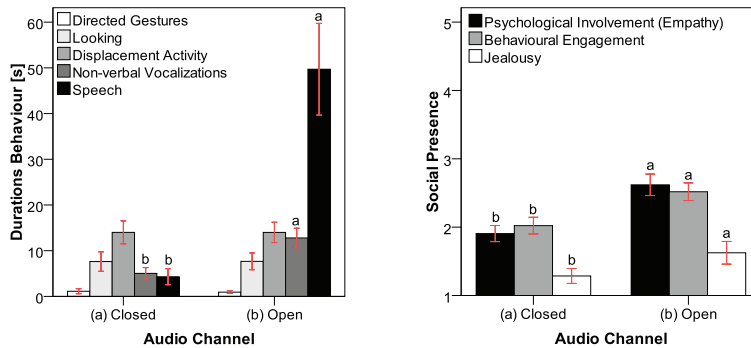 Directed Gestures
Looking
Displacement Activity
Non-verbal Vocalizations
Speech
Durations Behaviour [s]
60
50
40
30
20
10
0
a
b
b
a
(a) Closed
(b) Open
Audio Channel
Psychological Involvement (Empathy)
Behavioural Engagement
Jealousy
Social Presence
5
4
3
2
1
b
b
b
a
a
a
(a) Closed
(b) Open
Audio Channel